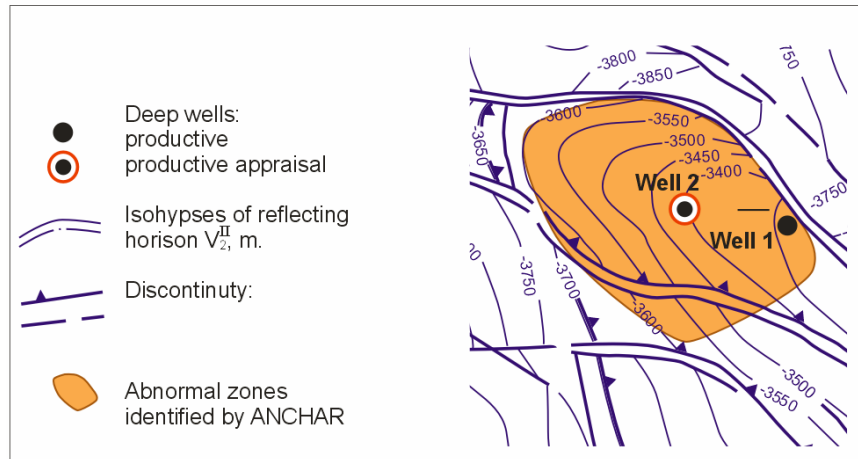 Deep wells:
productive
productive appraisal
Isohypses of reflecting
horison V₂ᴵᴵ, m.
Discontinuty:
Abnormal zones
identified by ANCHAR
-3800
-3850
-3600
-3550
-3500
-3450
-3400
-3650
Well 2
Well 1
-3750
-3750
-3700
-3600
-3500
-3550